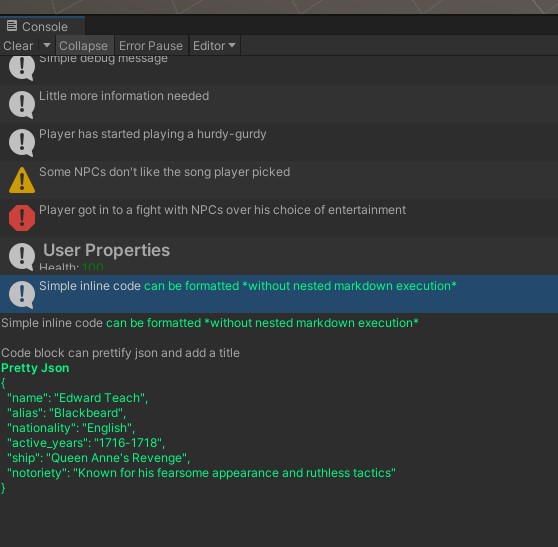 Console
Clear Collapse Error Pause Editor
Simple debug message
Little more information needed
Player has started playing a hurdy-gurdy
Some NPCs don't like the song player picked
Player got in to a fight with NPCs over his choice of entertainment
User Properties
Health: 100
Simple inline code can be formatted *without nested markdown execution*
Simple inline code can be formatted *without nested markdown execution*
Code block can prettify json and add a title
Pretty Json
{
"name": "Edward Teach",
"alias": "Blackbeard",
"nationality": "English",
"active_years": "1716-1718",
"ship": "Queen Anne's Revenge",
"notoriety": "Known for his fearsome appearance and ruthless tactics"
}